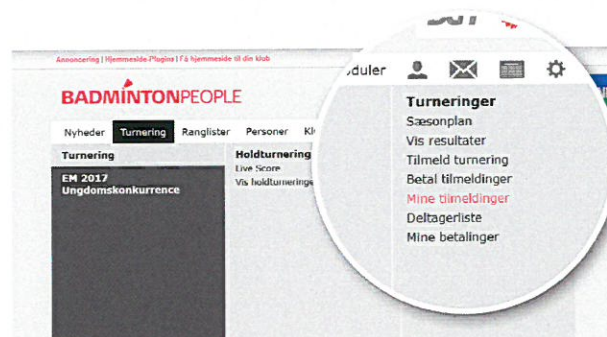 Annoncering | Hjemmeside-Plugins | Få hjemmeside til din klub
BADMINTONPEOPLE
Nyheder Turnering Ranglister Personer
Turnering
EM 2017
Ungdomskonkurrence
Holdturnering
Live Score
Vis holdturneringe
duler
Turneringer
Sæsonplan
Vis resultater
Tilmeld turnering
Betal tilmeldinger
Mine tilmeldinger
Deltagerliste
Mine betalinger